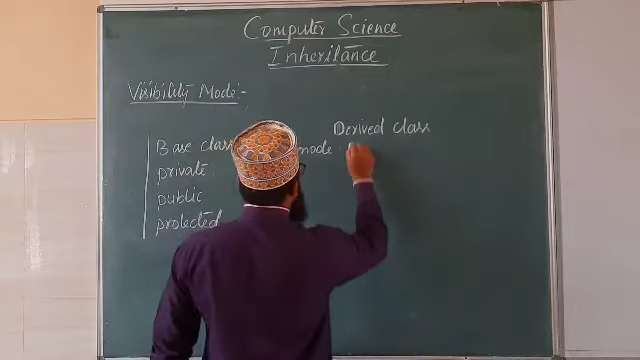 Computer Science
Inheritance
Visibility Mode:-
Derived class
Base class mode :
private
public
protected